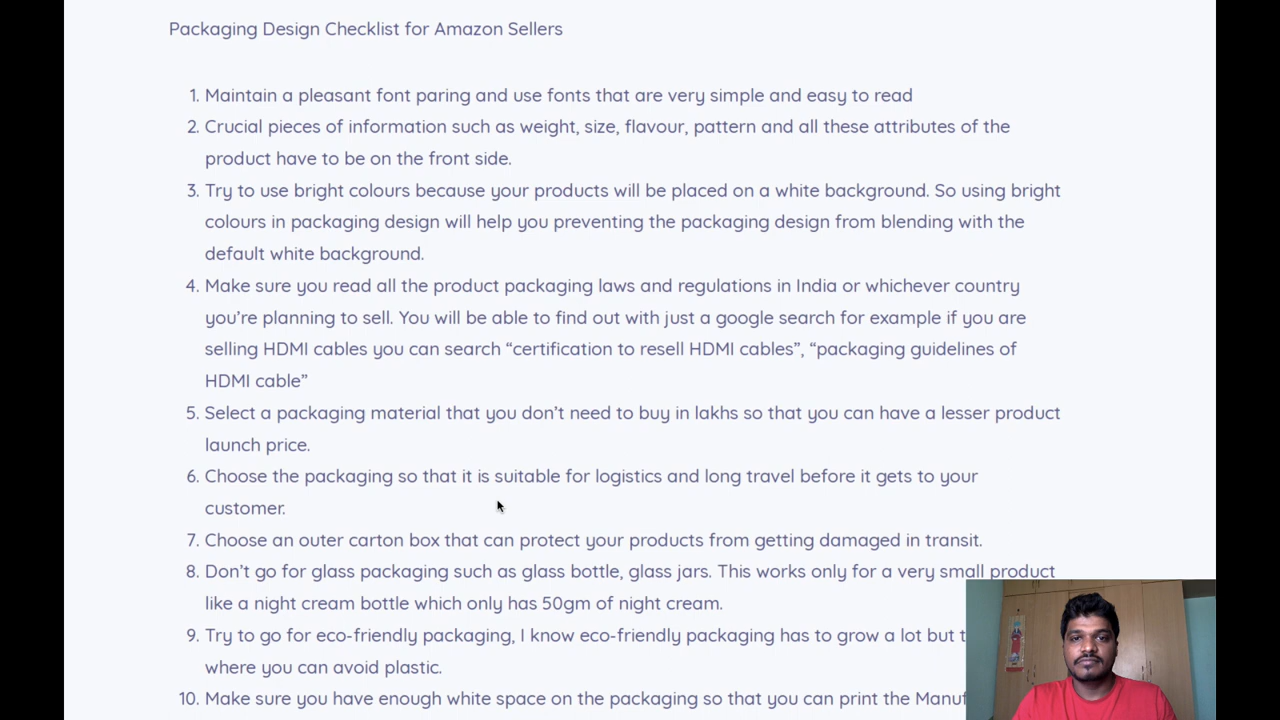 Packaging Design Checklist for Amazon Sellers
1. Maintain a pleasant font paring and use fonts that are very simple and easy to read
2. Crucial pieces of information such as weight, size, flavour, pattern and all these attributes of the
product have to be on the front side.
3. Try to use bright colours because your products will be placed on a white background. So using bright
colours in packaging design will help you preventing the packaging design from blending with the
default white background.
4. Make sure you read all the product packaging laws and regulations in India or whichever country
you’re planning to sell. You will be able to find out with just a google search for example if you are
selling HDMI cables you can search “certification to resell HDMI cables”, “packaging guidelines of
HDMI cable”
5. Select a packaging material that you don’t need to buy in lakhs so that you can have a lesser product
launch price.
6. Choose the packaging so that it is suitable for logistics and long travel before it gets to your
customer.
7. Choose an outer carton box that can protect your products from getting damaged in transit.
8. Don’t go for glass packaging such as glass bottle, glass jars. This works only for a very small product
like a night cream bottle which only has 50gm of night cream.
9. Try to go for eco-friendly packaging, I know eco-friendly packaging has to grow a lot but
where you can avoid plastic.
10. Make sure you have enough white space on the packaging so that you can print the